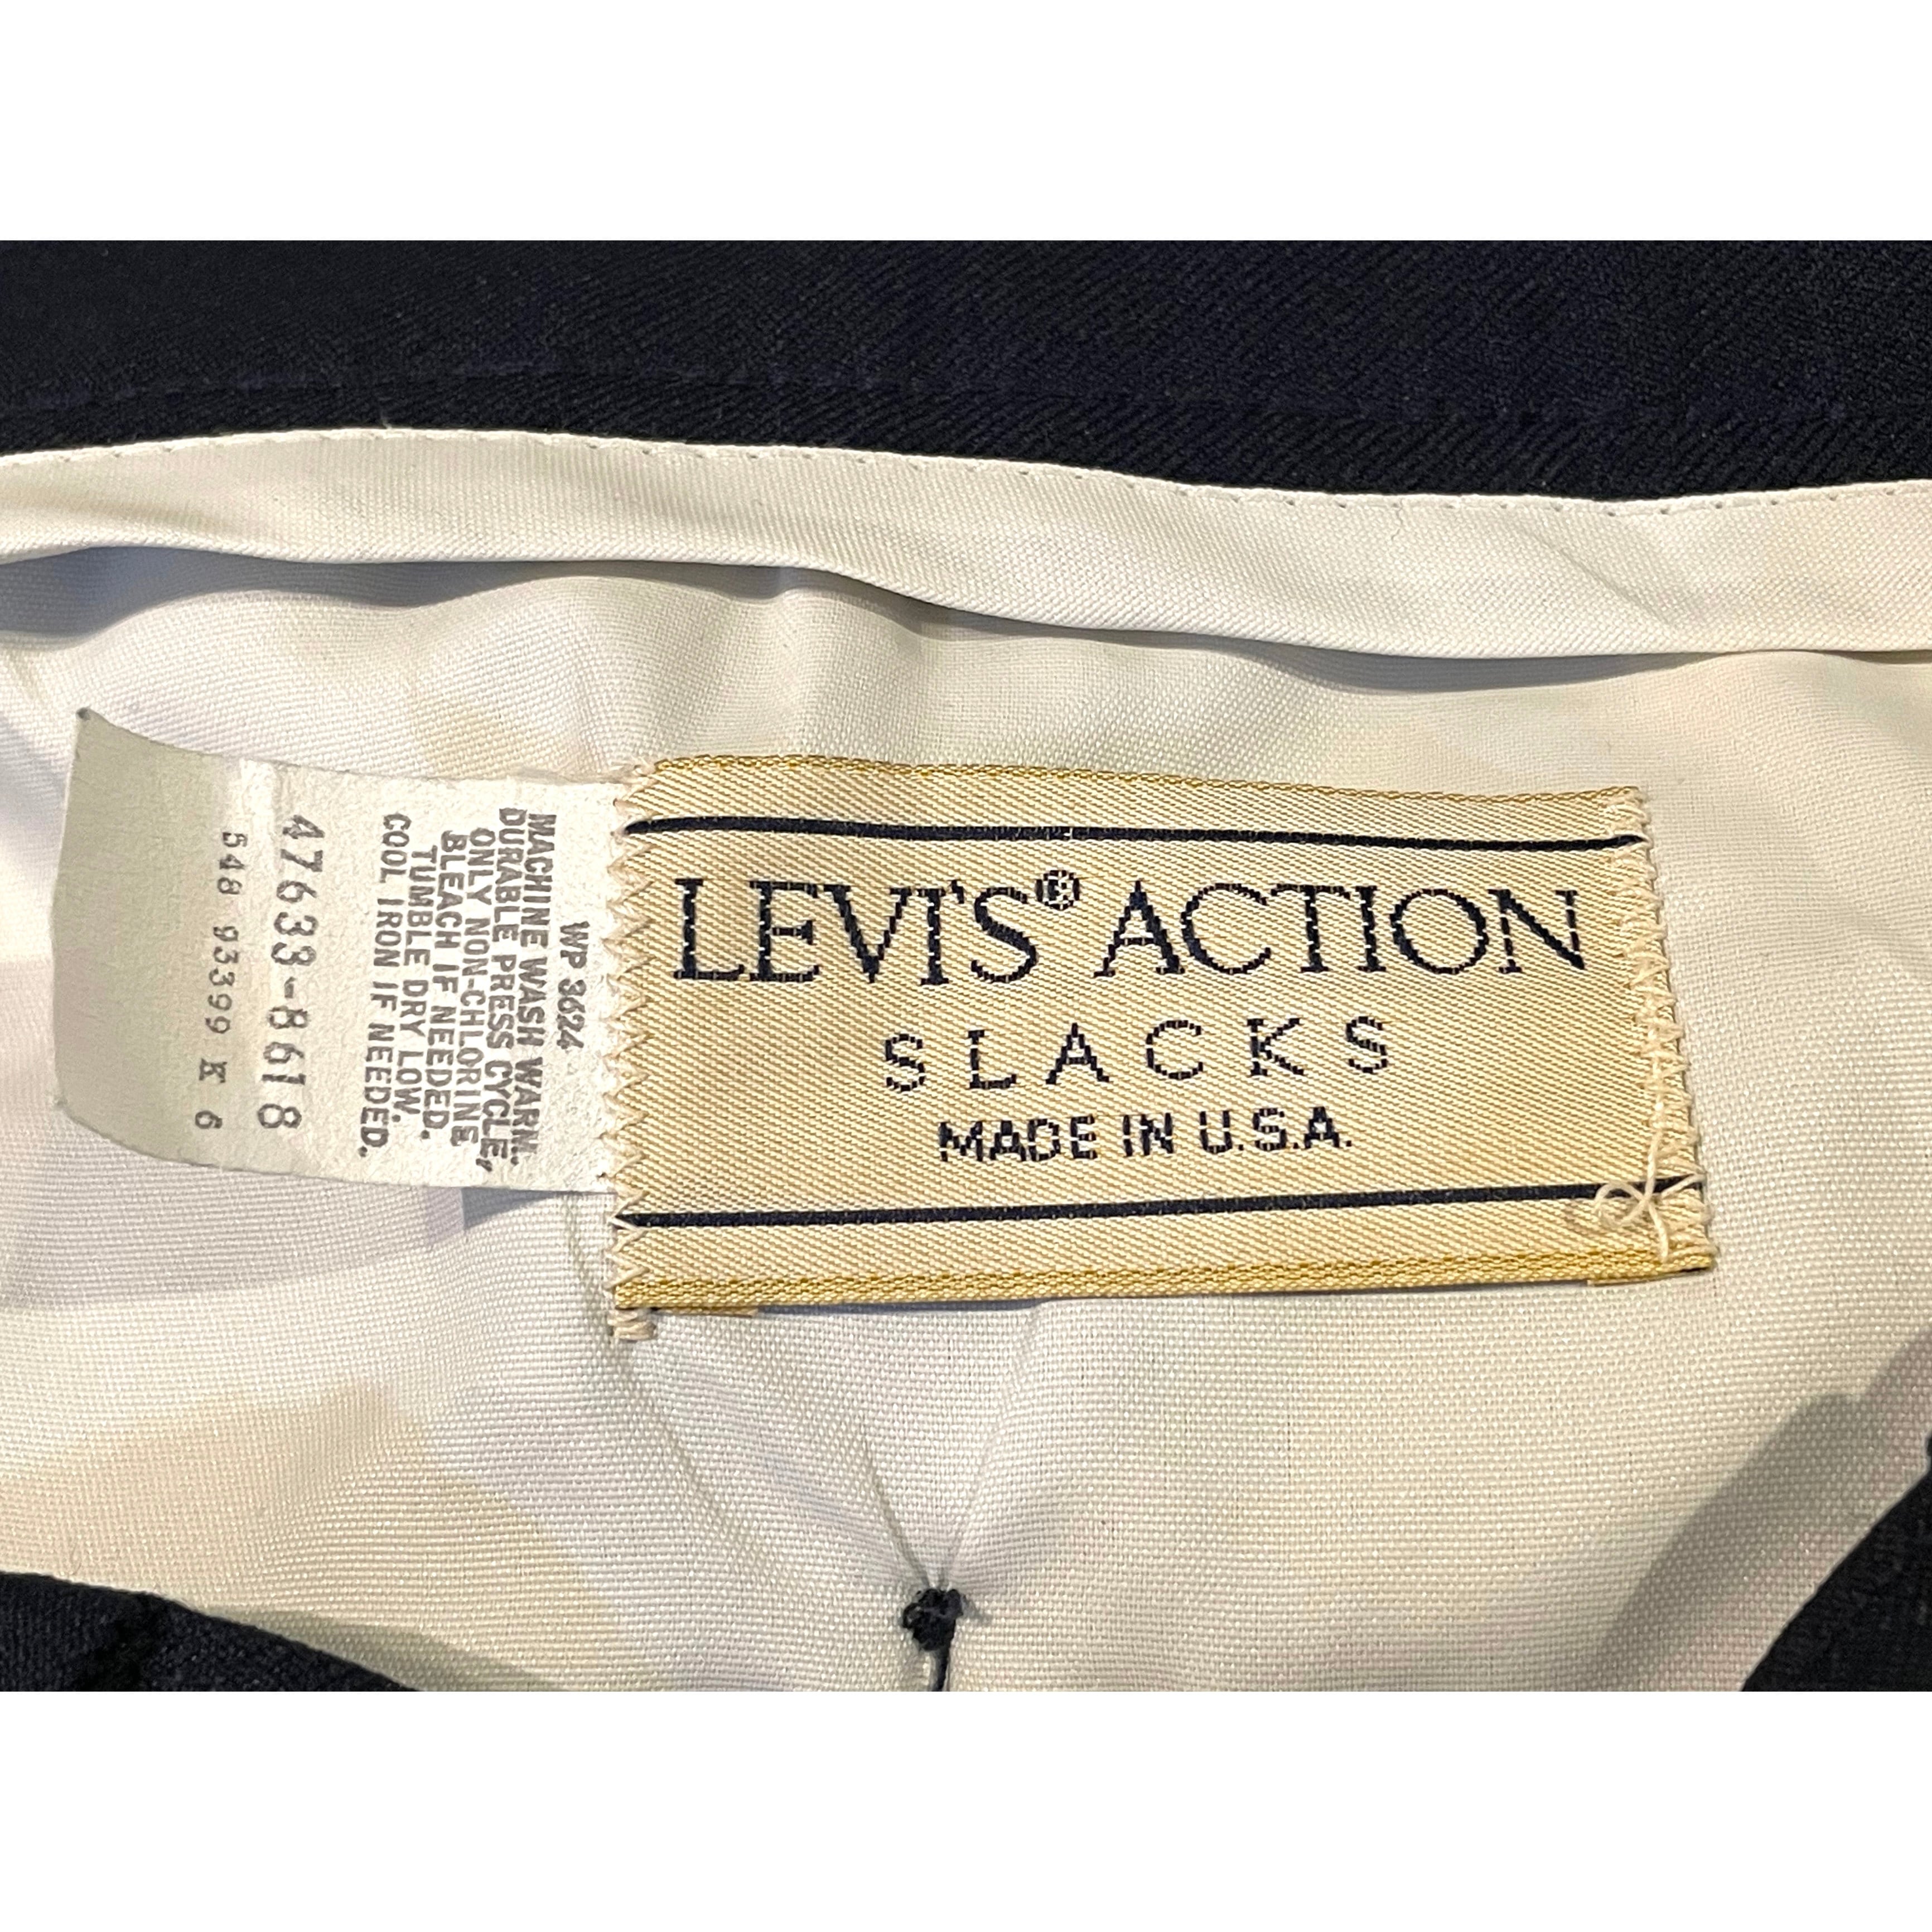 LEVI'S® ACTION
SLACKS
MADE IN U.S.A.
WP 3624
MACHINE WASH WARM.
DURABLE PRESS CYCLE,
ONLY NON-CHLORINE
BLEACH IF NEEDED.
TUMBLE DRY LOW.
COOL IRON IF NEEDED.
47633-8618
548 93399 K 6